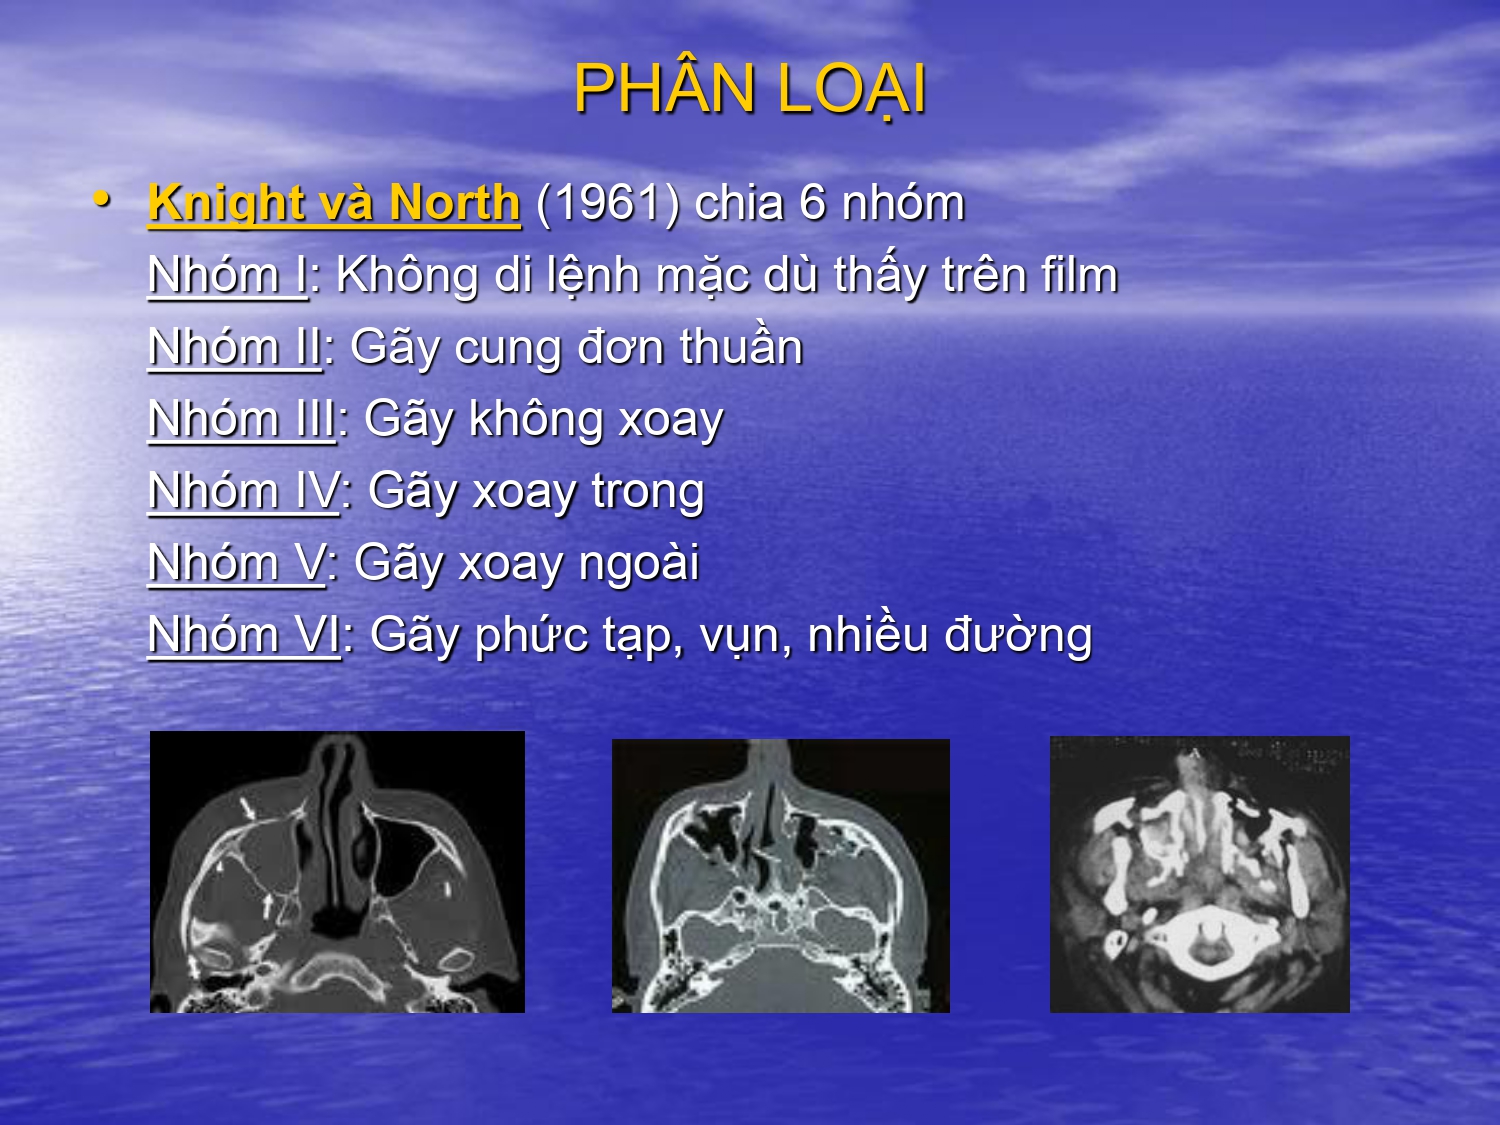 PHÂN LOẠI
• Knight và North (1961) chia 6 nhóm
Nhóm I: Không di lệnh mặc dù thấy trên film
Nhóm II: Gãy cung đơn thuần
Nhóm III: Gãy không xoay
Nhóm IV: Gãy xoay trong
Nhóm V: Gãy xoay ngoài
Nhóm VI: Gãy phức tạp, vụn, nhiều đường